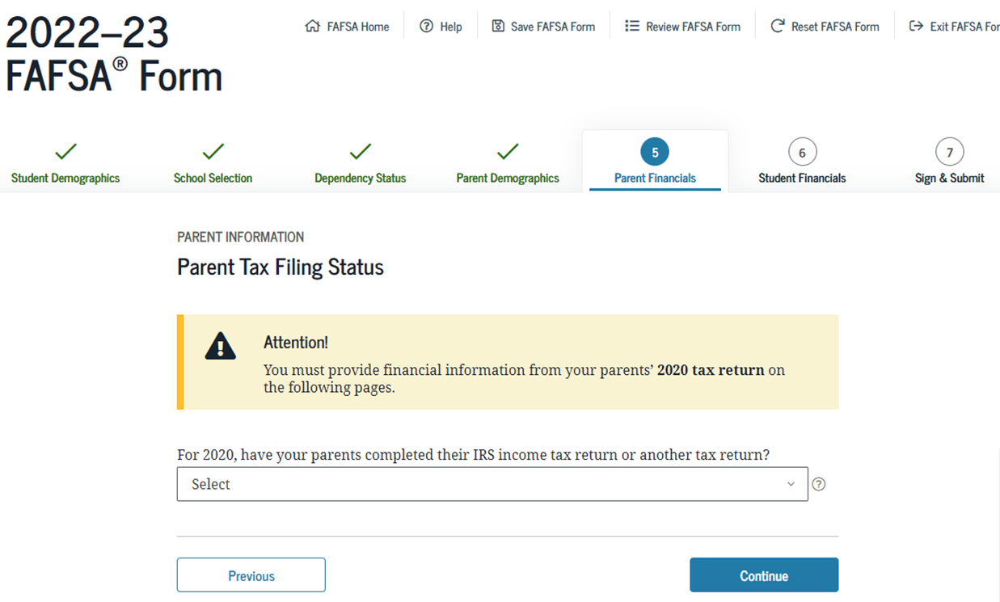 2022–23
FAFSA® Form
FAFSA Home
Help
Save FAFSA Form
Review FAFSA Form
Reset FAFSA Form
Exit FAFSA For
Student Demographics
School Selection
Dependency Status
Parent Demographics
5
Parent Financials
6
Student Financials
7
Sign & Submit
PARENT INFORMATION
Parent Tax Filing Status
Attention!
You must provide financial information from your parents’ 2020 tax return on
the following pages.
For 2020, have your parents completed their IRS income tax return or another tax return?
Select
Previous
Continue